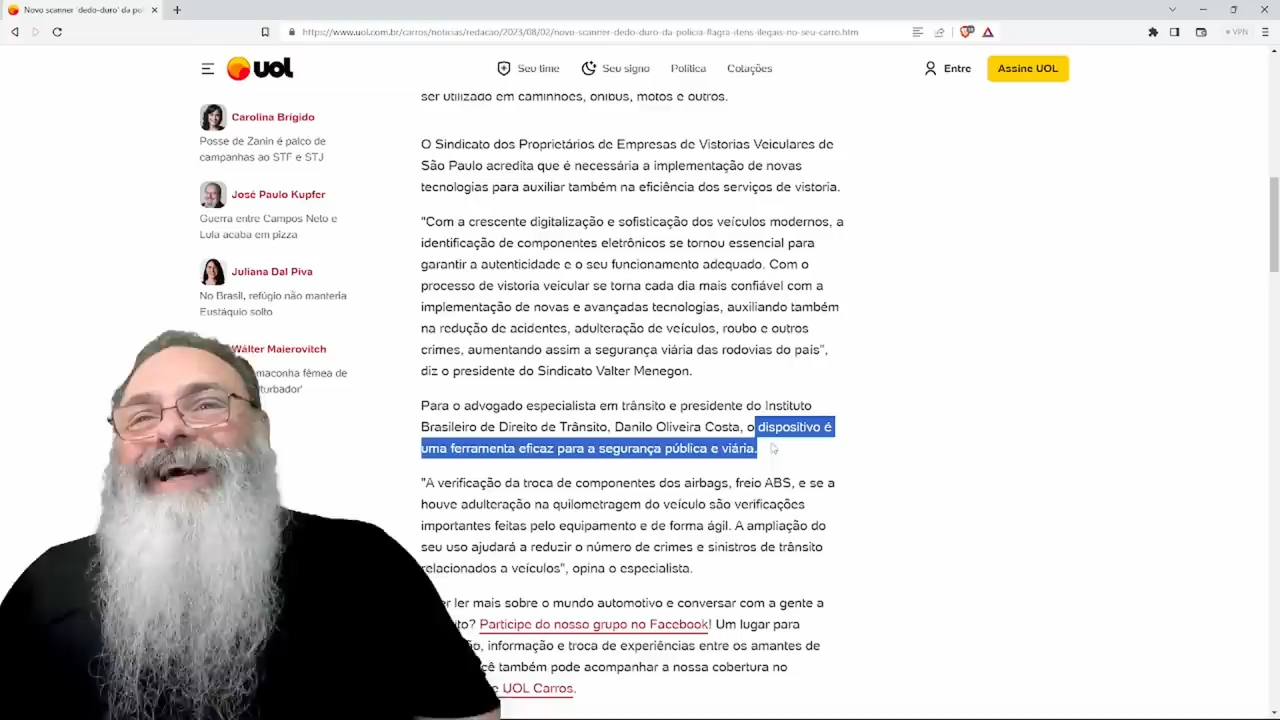 Novo scanner 'dedo-duro' da pol
https://www.uol.com.br/carros/noticias/redacao/2023/08/02/novo-scanner-dedo-duro-da-policia-flagra-itens-ilegais-no-seu-carro.htm
VPN
UOL
Seu time
Seu signo
Política
Cotações
Entre
Assine UOL
Carolina Brígido
Posse de Zanin é palco de
campanhas ao STF e STJ
José Paulo Kupfer
Guerra entre Campos Neto e
Lula acaba em pizza
Juliana Dal Piva
No Brasil, refúgio não manteria
Eustáquio solto
Wálter Maierovitch
maconha fêmea de
turbador'
ser utilizado em caminhões, ônibus, motos e outros.
O Sindicato dos Proprietários de Empresas de Vistorias Veiculares de
São Paulo acredita que é necessária a implementação de novas
tecnologias para auxiliar também na eficiência dos serviços de vistoria.
"Com a crescente digitalização e sofisticação dos veículos modernos, a
identificação de componentes eletrônicos se tornou essencial para
garantir a autenticidade e o seu funcionamento adequado. Com o
processo de vistoria veicular se torna cada dia mais confiável com a
implementação de novas e avançadas tecnologias, auxiliando também
na redução de acidentes, adulteração de veículos, roubo e outros
crimes, aumentando assim a segurança viária das rodovias do país",
diz o presidente do Sindicato Valter Menegon.
Para o advogado especialista em trânsito e presidente do Instituto
Brasileiro de Direito de Trânsito, Danilo Oliveira Costa, o dispositivo é
uma ferramenta eficaz para a segurança pública e viária.
"A verificação da troca de componentes dos airbags, freio ABS, e se a
houve adulteração na quilometragem do veículo são verificações
importantes feitas pelo equipamento e de forma ágil. A ampliação do
seu uso ajudará a reduzir o número de crimes e sinistros de trânsito
relacionados a veículos", opina o especialista.
er ler mais sobre o mundo automotivo e conversar com a gente a
to? Participe do nosso grupo no Facebook! Um lugar para
ão, informação e troca de experiências entre os amantes de
cê também pode acompanhar a nossa cobertura no
e UOL Carros.